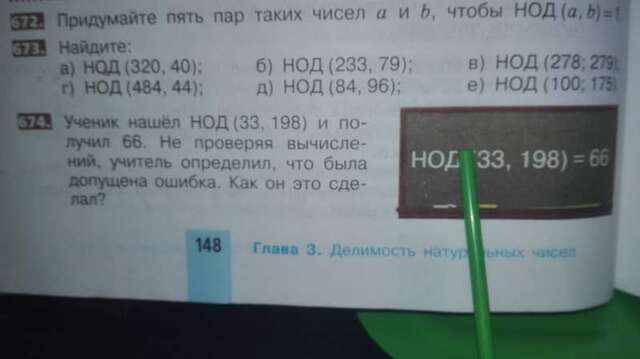 672. Придумайте пять пар таких чисел a и b, чтобы НОД (a, b)=1
673. Найдите:
а) НОД (320, 40); б) НОД (233, 79); в) НОД (278; 279);
г) НОД (484, 44); д) НОД (84, 96); е) НОД (100; 175).
674. Ученик нашёл НОД (33, 198) и по-
лучил 66. Не проверяя вычисле-
ний, учитель определил, что была
допущена ошибка. Как он это сде-
лал?
НОД (33, 198) = 66
148 Глава 3. Делимость натуральных чисел